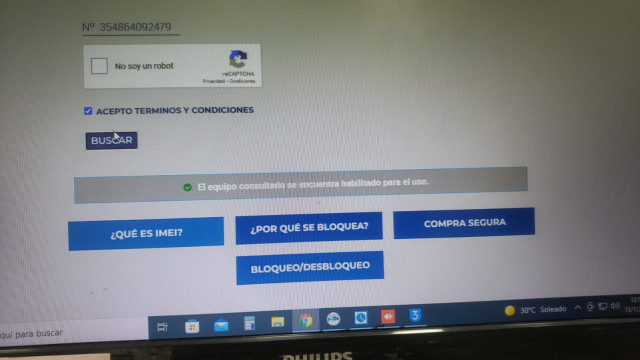 Nº 354864092479
No soy un robot
reCAPTCHA
Privacidad - Condiciones
ACEPTO TERMINOS Y CONDICIONES
BUSCAR
El equipo consultado se encuentra habilitado para el uso.
¿QUÉ ES IMEI?
¿POR QUÉ SE BLOQUEA?
COMPRA SEGURA
BLOQUEO/DESBLOQUEO
quí para buscar
30°C Soleado
PHILIPS